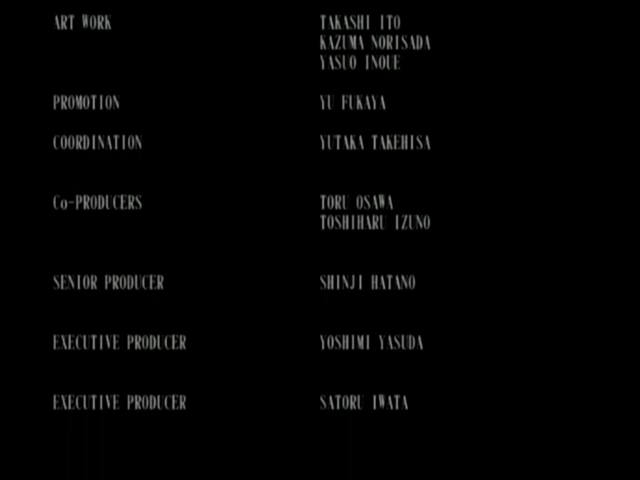 ART WORK TAKASHI ITO
KAZUMA NORISADA
YASUO INOUE
PROMOTION YU FUKAYA
COORDINATION YUTAKA TAKEHISA
Co-PRODUCERS TORU OSAWA
TOSHIHARU IZUNO
SENIOR PRODUCER SHINJI HATANO
EXECUTIVE PRODUCER YOSHIMI YASUDA
EXECUTIVE PRODUCER SATORU IWATA